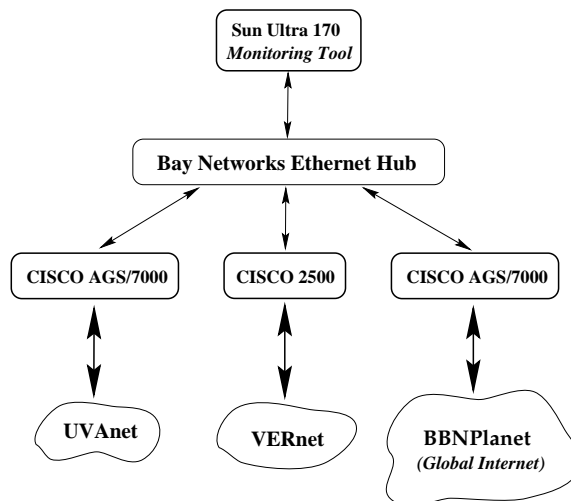 Sun Ultra 170
Monitoring Tool
Bay Networks Ethernet Hub
CISCO AGS/7000
CISCO 2500
CISCO AGS/7000
UVAnet
VERnet
BBNPlanet
(Global Internet)